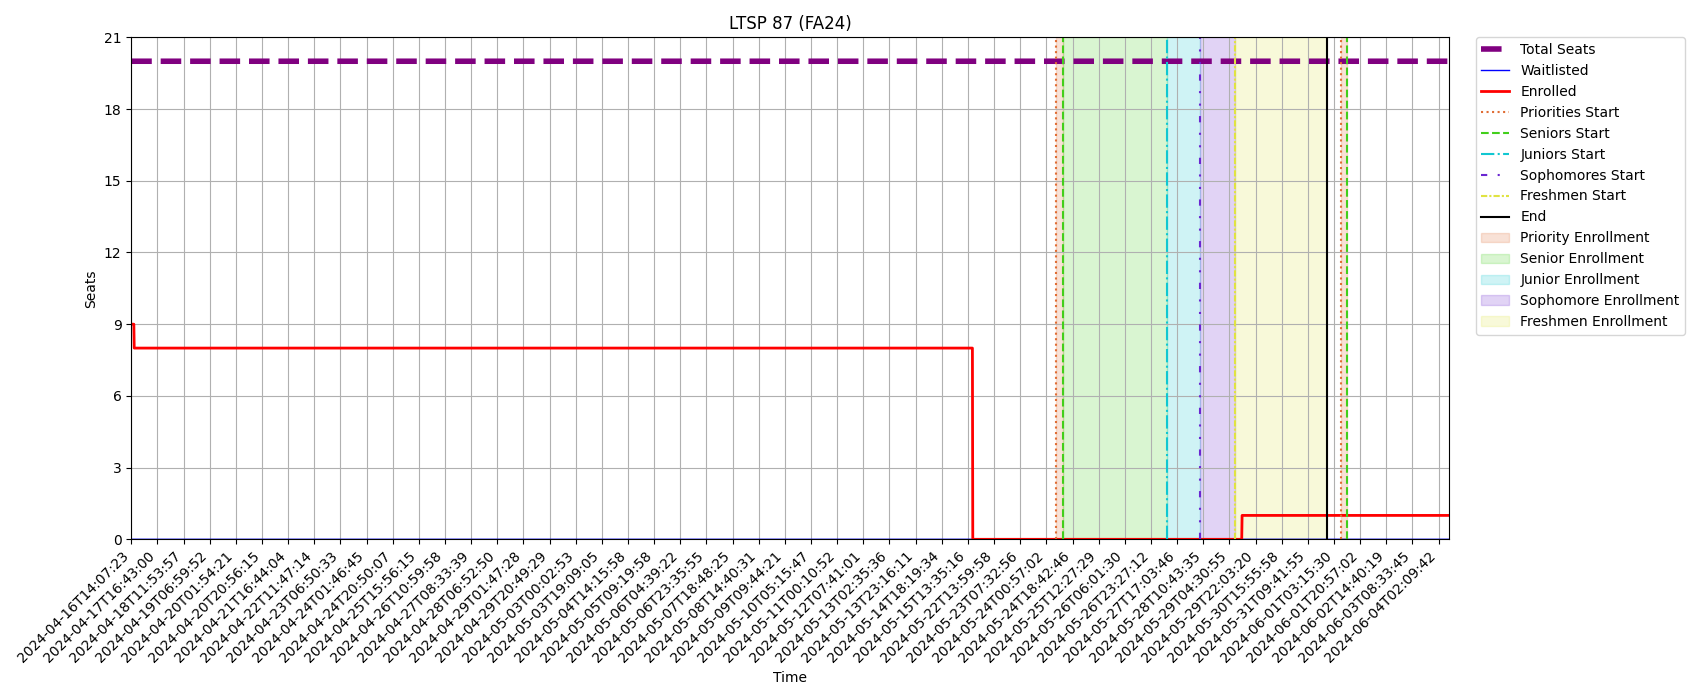 LTSP 87 (FA24)
21
18
15
12
9
6
3
0
Seats
2024-04-16T14:07:23
2024-04-17T16:43:00
2024-04-18T11:53:57
2024-04-19T06:59:52
2024-04-20T01:54:21
2024-04-20T20:56:15
2024-04-21T16:44:04
2024-04-22T11:47:14
2024-04-23T06:50:33
2024-04-24T01:46:45
2024-04-24T20:50:07
2024-04-25T15:56:15
2024-04-26T10:59:58
2024-04-27T08:33:39
2024-04-28T06:52:50
2024-04-29T01:47:28
2024-04-29T20:49:29
2024-05-03T00:02:53
2024-05-03T19:09:05
2024-05-04T14:15:58
2024-05-05T09:19:58
2024-05-06T04:39:22
2024-05-06T23:35:55
2024-05-07T18:48:25
2024-05-08T14:40:31
2024-05-09T09:44:21
2024-05-10T05:15:47
2024-05-11T00:10:52
2024-05-12T07:41:01
2024-05-13T02:35:36
2024-05-13T23:16:11
2024-05-14T18:19:34
2024-05-15T13:35:16
2024-05-22T13:59:58
2024-05-23T07:32:56
2024-05-24T00:57:02
2024-05-24T18:42:46
2024-05-25T12:27:29
2024-05-26T06:01:30
2024-05-26T23:27:12
2024-05-27T17:03:46
2024-05-28T10:43:35
2024-05-29T04:30:55
2024-05-29T22:03:20
2024-05-30T15:55:58
2024-05-31T09:41:55
2024-06-01T03:15:30
2024-06-01T20:57:02
2024-06-02T14:40:19
2024-06-03T08:33:45
2024-06-04T02:09:42
Time
Total Seats
Waitlisted
Enrolled
Priorities Start
Seniors Start
Juniors Start
Sophomores Start
Freshmen Start
End
Priority Enrollment
Senior Enrollment
Junior Enrollment
Sophomore Enrollment
Freshmen Enrollment